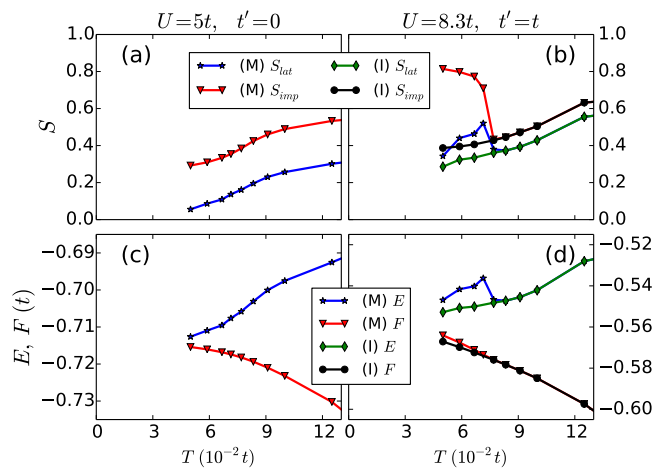 U=5t, t′=0 U=8.3t, t′=t
(a) (b)
(M) S_lat (I) S_lat
(M) S_imp (I) S_imp
1.0 1.0
0.8 0.8
0.6 0.6
0.4 0.4
0.2 0.2
0.0 0.0
S
(c) (d)
−0.69 −0.52
−0.70 −0.54
−0.71 −0.56
−0.72 −0.58
−0.73 −0.60
E, F (t)
(M) E
(M) F
(I) E
(I) F
0 3 6 9 12 0 3 6 9 12
T (10⁻² t) T (10⁻² t)